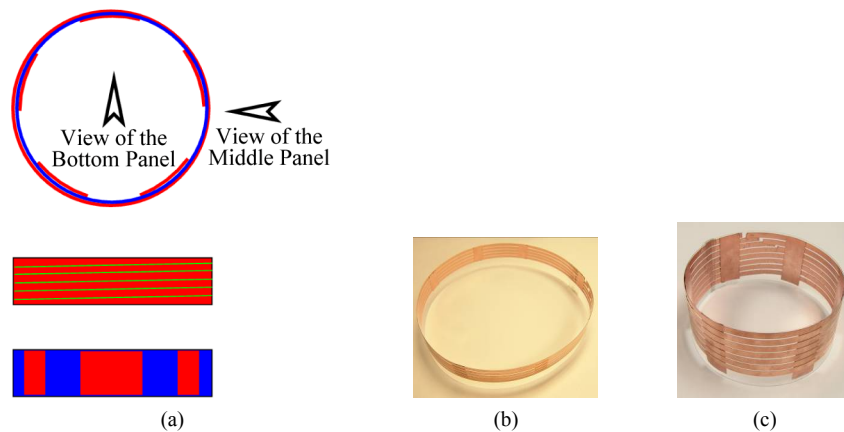 View of the
Bottom Panel
View of the
Middle Panel
(a)
(b)
(c)